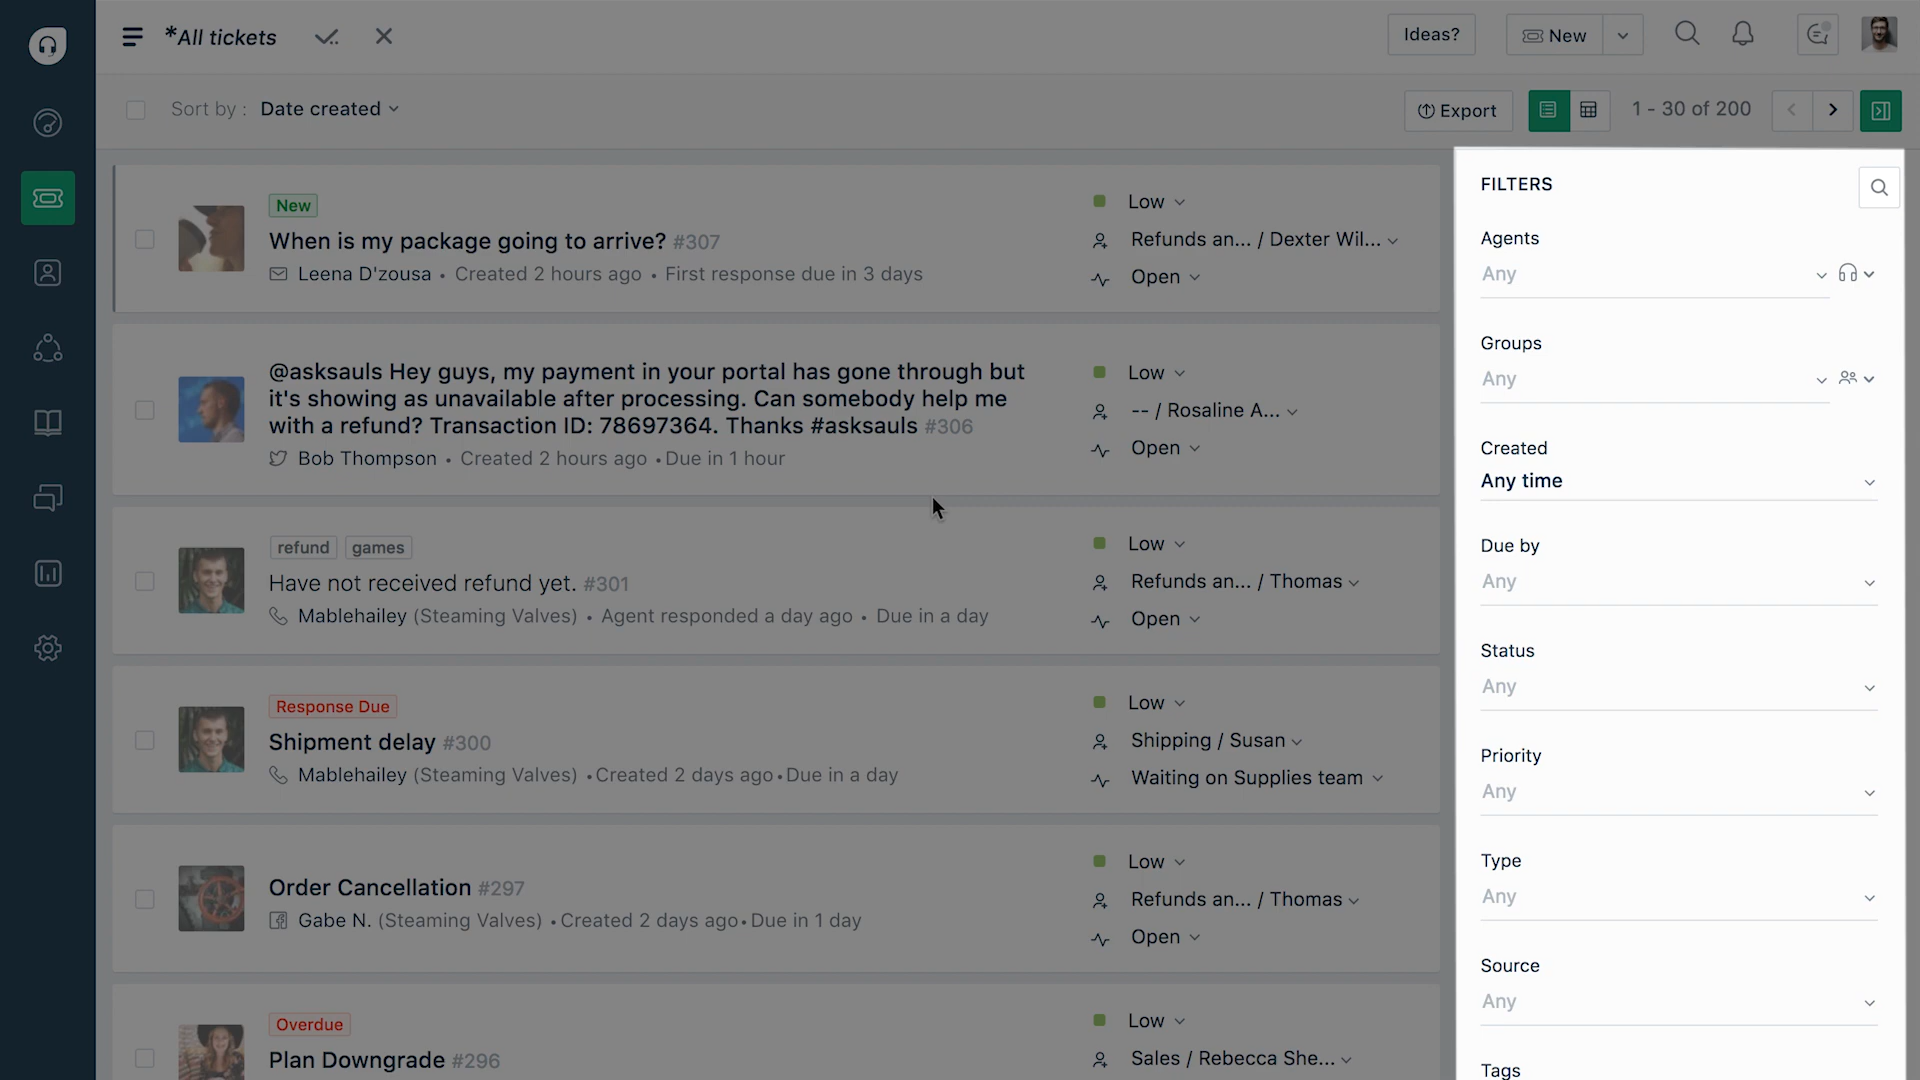 *All tickets
Ideas?
New
Sort by : Date created
Export
1 - 30 of 200
New
When is my package going to arrive? #307
Leena D'zousa • Created 2 hours ago • First response due in 3 days
Low
Refunds an... / Dexter Wil...
Open
@asksauls Hey guys, my payment in your portal has gone through but
it's showing as unavailable after processing. Can somebody help me
with a refund? Transaction ID: 78697364. Thanks #asksauls #306
Bob Thompson • Created 2 hours ago • Due in 1 hour
Low
-- / Rosaline A...
Open
refund games
Have not received refund yet. #301
Mablehailey (Steaming Valves) • Agent responded a day ago • Due in a day
Low
Refunds an... / Thomas
Open
Response Due
Shipment delay #300
Mablehailey (Steaming Valves) • Created 2 days ago • Due in a day
Low
Shipping / Susan
Waiting on Supplies team
Order Cancellation #297
Gabe N. (Steaming Valves) • Created 2 days ago • Due in 1 day
Low
Refunds an... / Thomas
Open
Overdue
Plan Downgrade #296
Low
Sales / Rebecca She...
FILTERS
Agents
Any
Groups
Any
Created
Any time
Due by
Any
Status
Any
Priority
Any
Type
Any
Source
Any
Tags